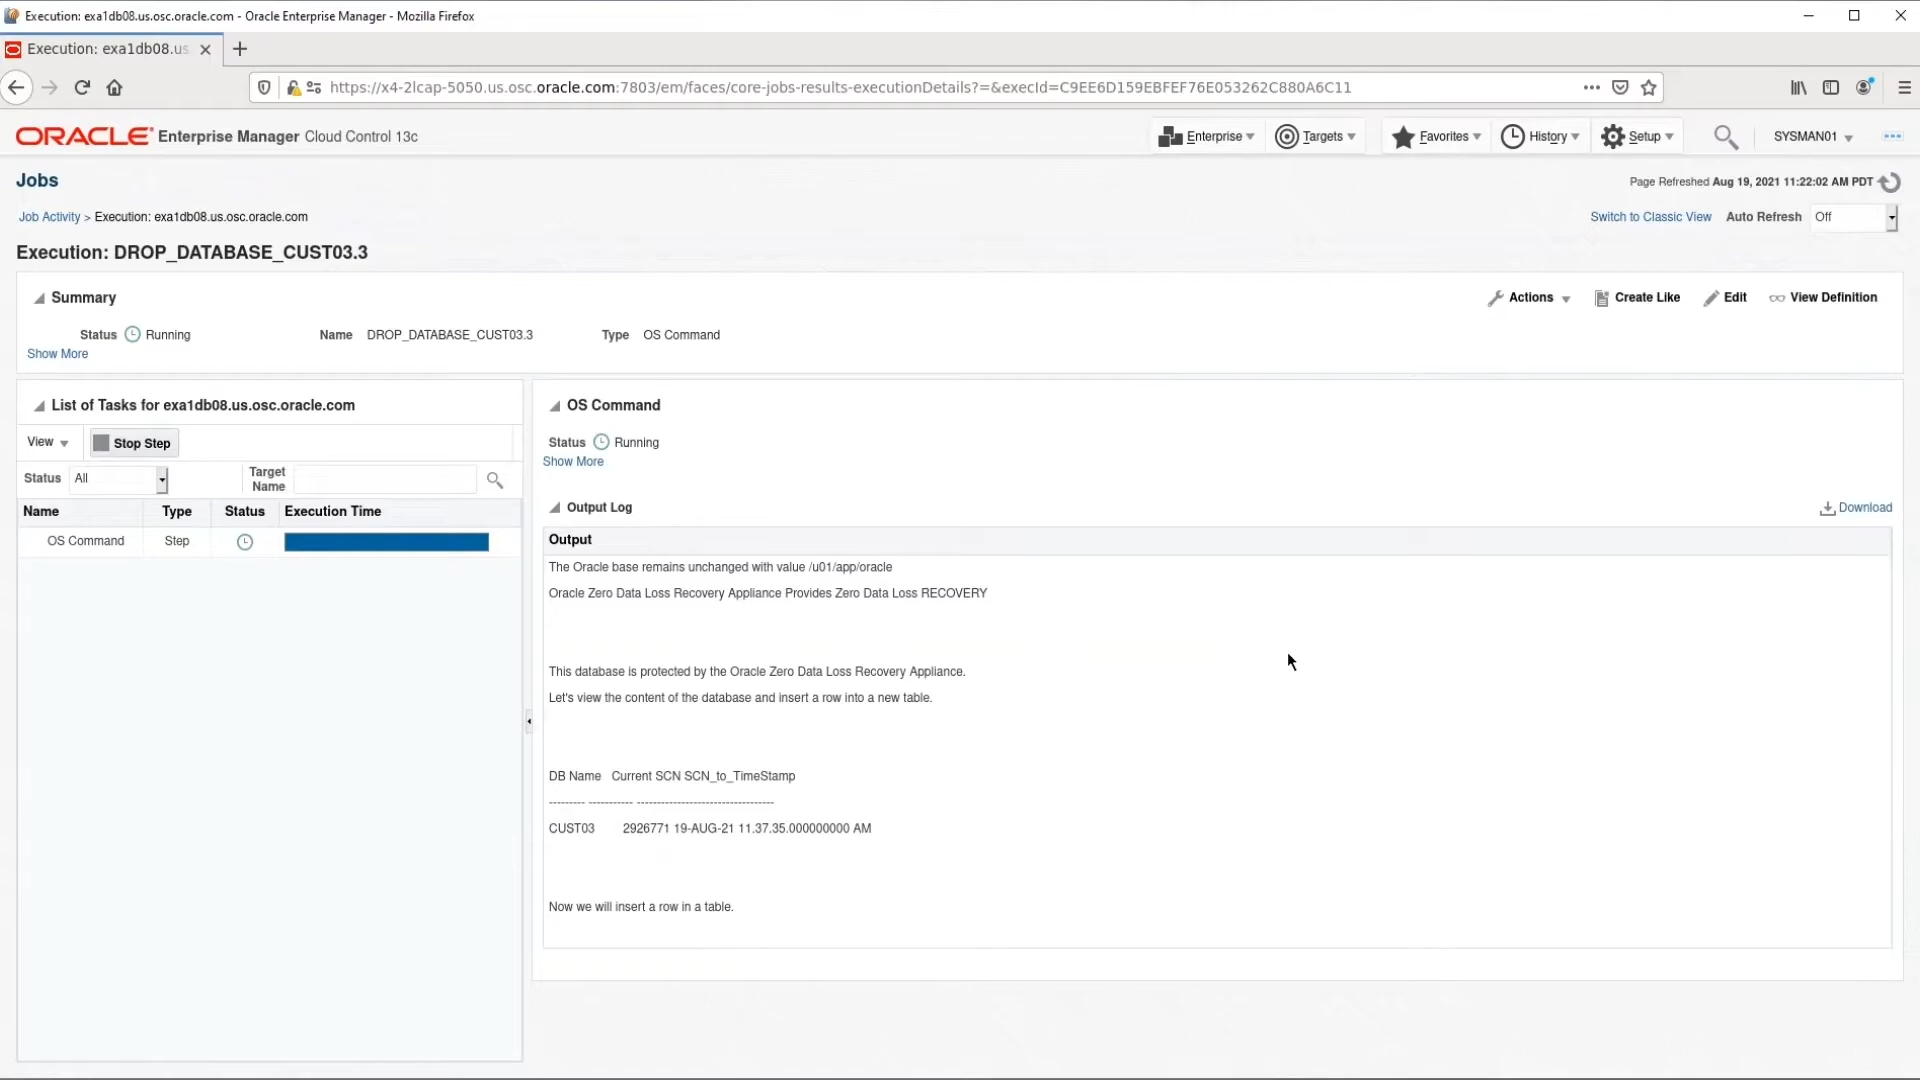 Execution: exa1db08.us.osc.oracle.com - Oracle Enterprise Manager - Mozilla Firefox
Execution: exa1db08.us
https://x4-2lcap-5050.us.osc.oracle.com:7803/em/faces/core-jobs-results-executionDetails?=&execId=C9EE6D159EBFEF76E053262C880A6C11
ORACLE Enterprise Manager Cloud Control 13c
Enterprise Targets Favorites History Setup SYSMAN01
Jobs
Page Refreshed Aug 19, 2021 11:22:02 AM PDT
Job Activity > Execution: exa1db08.us.osc.oracle.com
Switch to Classic View Auto Refresh Off
Execution: DROP_DATABASE_CUST03.3
Summary
Actions Create Like Edit View Definition
Status Running Name DROP_DATABASE_CUST03.3 Type OS Command
Show More
List of Tasks for exa1db08.us.osc.oracle.com
View Stop Step
Status All Target Name
Name Type Status Execution Time
OS Command Step
OS Command
Status Running
Show More
Output Log
Download
Output
The Oracle base remains unchanged with value /u01/app/oracle
Oracle Zero Data Loss Recovery Appliance Provides Zero Data Loss RECOVERY
This database is protected by the Oracle Zero Data Loss Recovery Appliance.
Let's view the content of the database and insert a row into a new table.
DB Name Current SCN SCN_to_TimeStamp
--------- ----------- ----------------------------------
CUST03 2926771 19-AUG-21 11.37.35.000000000 AM
Now we will insert a row in a table.